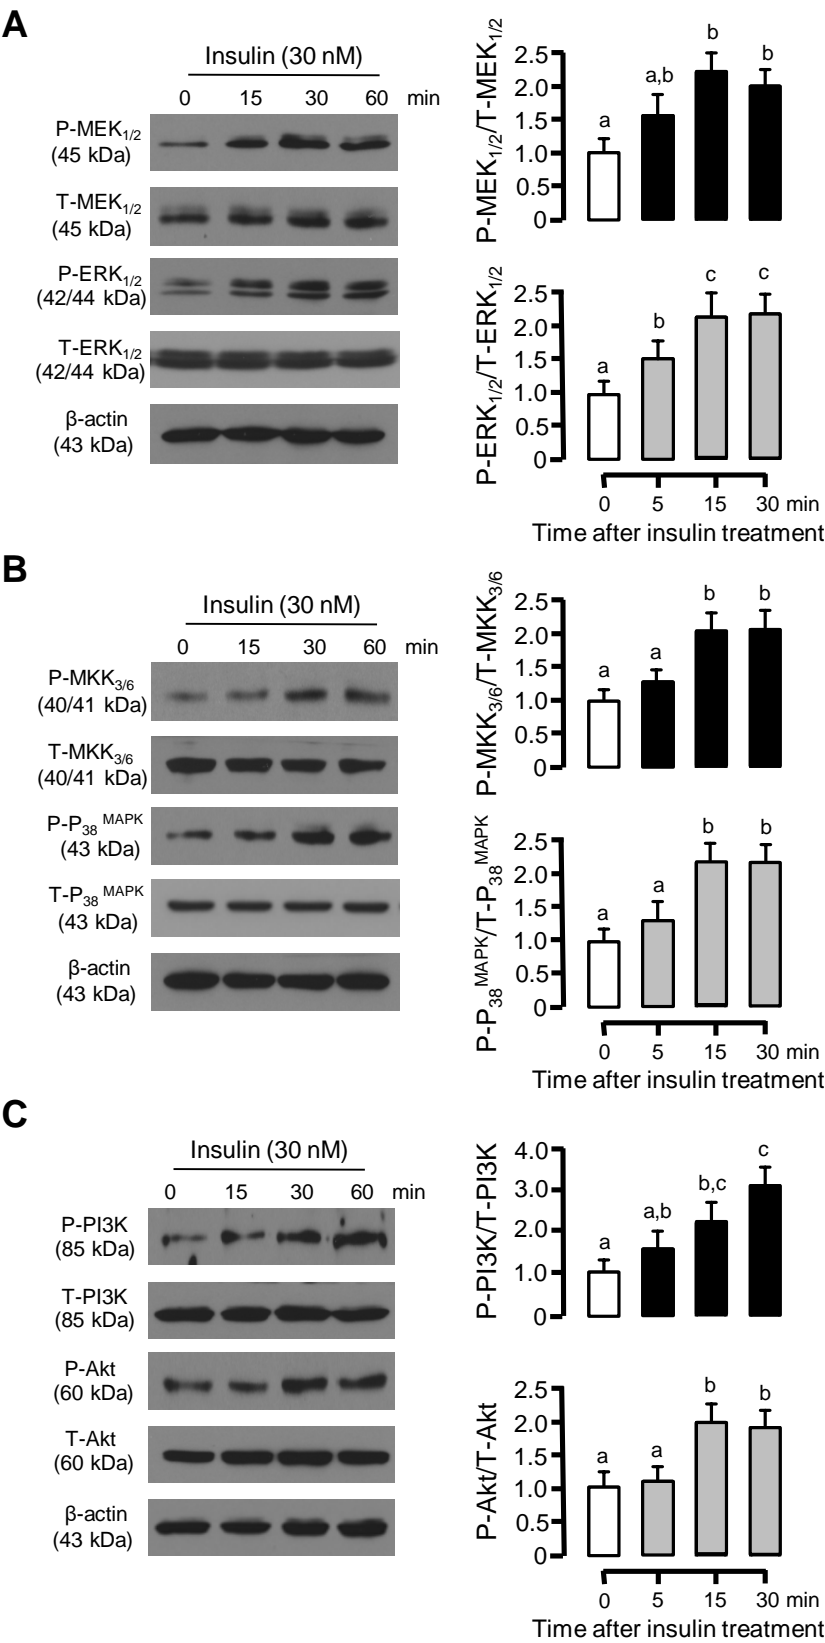 A
Insulin (30 nM)
0 15 30 60 min
P-MEK1/2
(45 kDa)
T-MEK1/2
(45 kDa)
P-ERK1/2
(42/44 kDa)
T-ERK1/2
(42/44 kDa)
β-actin
(43 kDa)
P-MEK1/2/T-MEK1/2
2.5
2.0
1.5
1.0
0.5
0
a
a,b
b
b
P-ERK1/2/T-ERK1/2
2.5
2.0
1.5
1.0
0.5
0
a
b
c
c
0 5 15 30 min
Time after insulin treatment
B
Insulin (30 nM)
0 15 30 60 min
P-MKK3/6
(40/41 kDa)
T-MKK3/6
(40/41 kDa)
P-P38 MAPK
(43 kDa)
T-P38 MAPK
(43 kDa)
β-actin
(43 kDa)
P-MKK3/6/T-MKK3/6
2.5
2.0
1.5
1.0
0.5
0
a
a
b
b
P-P38MAPK/T-P38MAPK
2.5
2.0
1.5
1.0
0.5
0
a
a
b
b
0 5 15 30 min
Time after insulin treatment
C
Insulin (30 nM)
0 15 30 60 min
P-PI3K
(85 kDa)
T-PI3K
(85 kDa)
P-Akt
(60 kDa)
T-Akt
(60 kDa)
β-actin
(43 kDa)
P-PI3K/T-PI3K
4.0
3.0
2.0
1.0
0
a
a,b
b,c
c
P-Akt/T-Akt
2.5
2.0
1.5
1.0
0.5
0
a
a
b
b
0 5 15 30 min
Time after insulin treatment